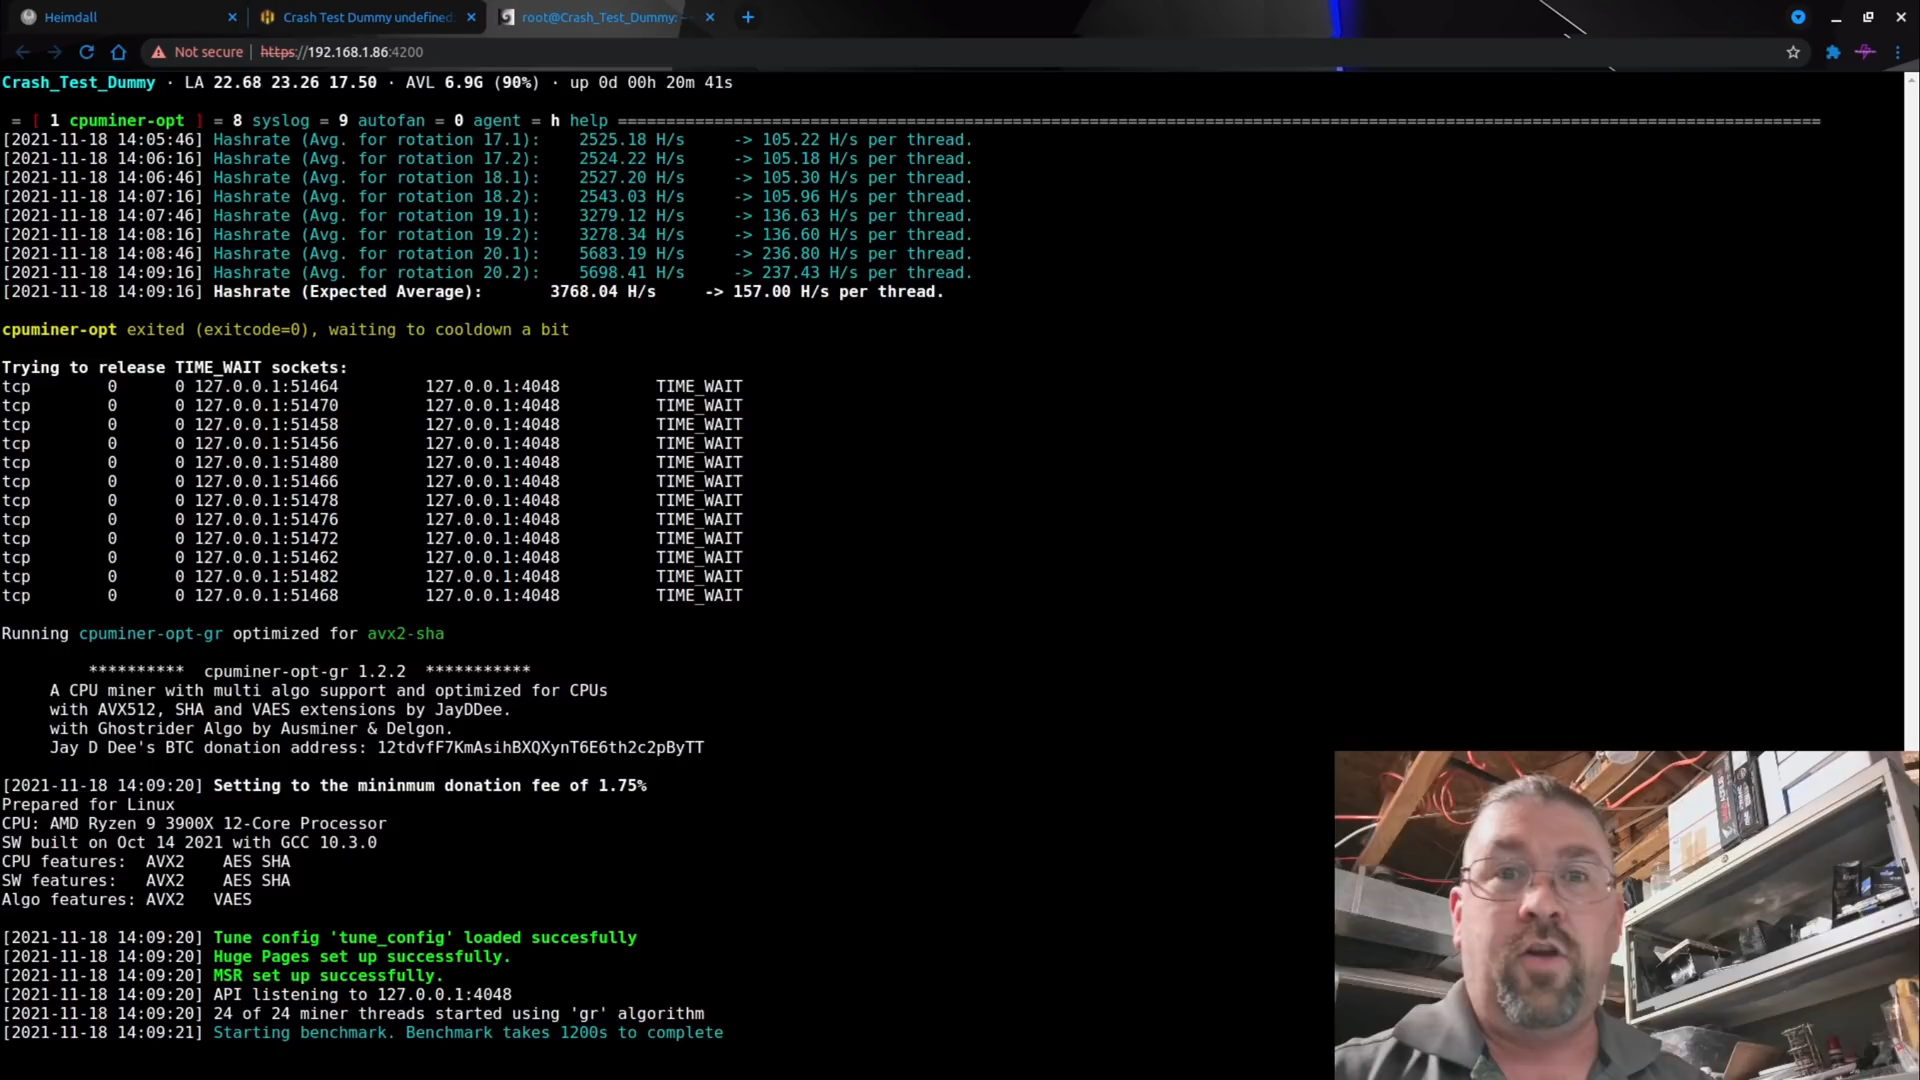 Heimdall
Crash Test Dummy undefined:
root@Crash_Test_Dummy: ~
Not secure | https://192.168.1.86:4200
Crash_Test_Dummy · LA 22.68 23.26 17.50 · AVL 6.9G (90%) · up 0d 00h 20m 41s
= [ 1 cpuminer-opt ] = 8 syslog = 9 autofan = 0 agent = h help =============================================================================================================================
[2021-11-18 14:05:46] Hashrate (Avg. for rotation 17.1): 2525.18 H/s -> 105.22 H/s per thread.
[2021-11-18 14:06:16] Hashrate (Avg. for rotation 17.2): 2524.22 H/s -> 105.18 H/s per thread.
[2021-11-18 14:06:46] Hashrate (Avg. for rotation 18.1): 2527.20 H/s -> 105.30 H/s per thread.
[2021-11-18 14:07:16] Hashrate (Avg. for rotation 18.2): 2543.03 H/s -> 105.96 H/s per thread.
[2021-11-18 14:07:46] Hashrate (Avg. for rotation 19.1): 3279.12 H/s -> 136.63 H/s per thread.
[2021-11-18 14:08:16] Hashrate (Avg. for rotation 19.2): 3278.34 H/s -> 136.60 H/s per thread.
[2021-11-18 14:08:46] Hashrate (Avg. for rotation 20.1): 5683.19 H/s -> 236.80 H/s per thread.
[2021-11-18 14:09:16] Hashrate (Avg. for rotation 20.2): 5698.41 H/s -> 237.43 H/s per thread.
[2021-11-18 14:09:16] Hashrate (Expected Average): 3768.04 H/s -> 157.00 H/s per thread.
cpuminer-opt exited (exitcode=0), waiting to cooldown a bit
Trying to release TIME_WAIT sockets:
tcp 0 0 127.0.0.1:51464 127.0.0.1:4048 TIME_WAIT
tcp 0 0 127.0.0.1:51470 127.0.0.1:4048 TIME_WAIT
tcp 0 0 127.0.0.1:51458 127.0.0.1:4048 TIME_WAIT
tcp 0 0 127.0.0.1:51456 127.0.0.1:4048 TIME_WAIT
tcp 0 0 127.0.0.1:51480 127.0.0.1:4048 TIME_WAIT
tcp 0 0 127.0.0.1:51466 127.0.0.1:4048 TIME_WAIT
tcp 0 0 127.0.0.1:51478 127.0.0.1:4048 TIME_WAIT
tcp 0 0 127.0.0.1:51476 127.0.0.1:4048 TIME_WAIT
tcp 0 0 127.0.0.1:51472 127.0.0.1:4048 TIME_WAIT
tcp 0 0 127.0.0.1:51462 127.0.0.1:4048 TIME_WAIT
tcp 0 0 127.0.0.1:51482 127.0.0.1:4048 TIME_WAIT
tcp 0 0 127.0.0.1:51468 127.0.0.1:4048 TIME_WAIT
Running cpuminer-opt-gr optimized for avx2-sha
********** cpuminer-opt-gr 1.2.2 ***********
A CPU miner with multi algo support and optimized for CPUs
with AVX512, SHA and VAES extensions by JayDDee.
with Ghostrider Algo by Ausminer & Delgon.
Jay D Dee's BTC donation address: 12tdvfF7KmAsihBXQXynT6E6th2c2pByTT
[2021-11-18 14:09:20] Setting to the mininmum donation fee of 1.75%
Prepared for Linux
CPU: AMD Ryzen 9 3900X 12-Core Processor
SW built on Oct 14 2021 with GCC 10.3.0
CPU features: AVX2 AES SHA
SW features: AVX2 AES SHA
Algo features: AVX2 VAES
[2021-11-18 14:09:20] Tune config 'tune_config' loaded succesfully
[2021-11-18 14:09:20] Huge Pages set up successfully.
[2021-11-18 14:09:20] MSR set up successfully.
[2021-11-18 14:09:20] API listening to 127.0.0.1:4048
[2021-11-18 14:09:20] 24 of 24 miner threads started using 'gr' algorithm
[2021-11-18 14:09:21] Starting benchmark. Benchmark takes 1200s to complete